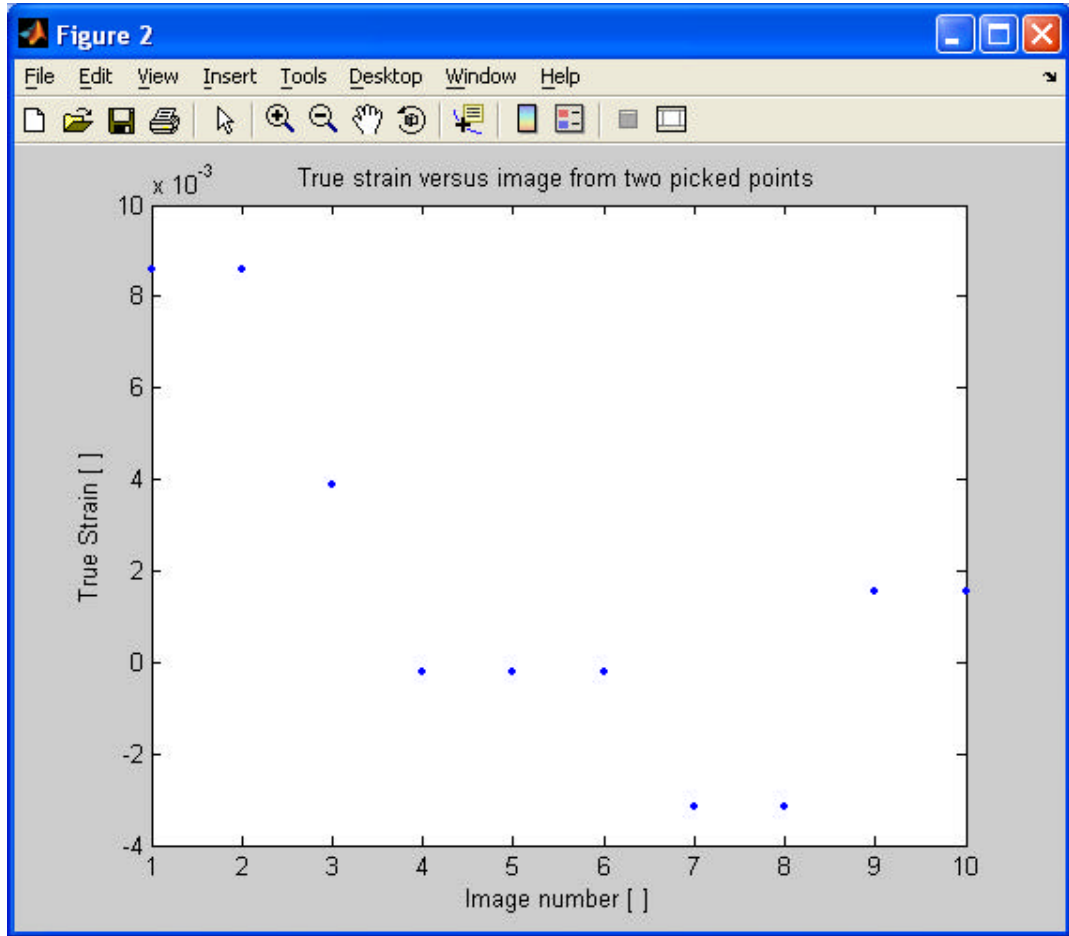 Figure 2
File Edit View Insert Tools Desktop Window Help
x 10^-3
True strain versus image from two picked points
10
8
6
4
2
0
-2
-4
True Strain [ ]
1 2 3 4 5 6 7 8 9 10
Image number [ ]